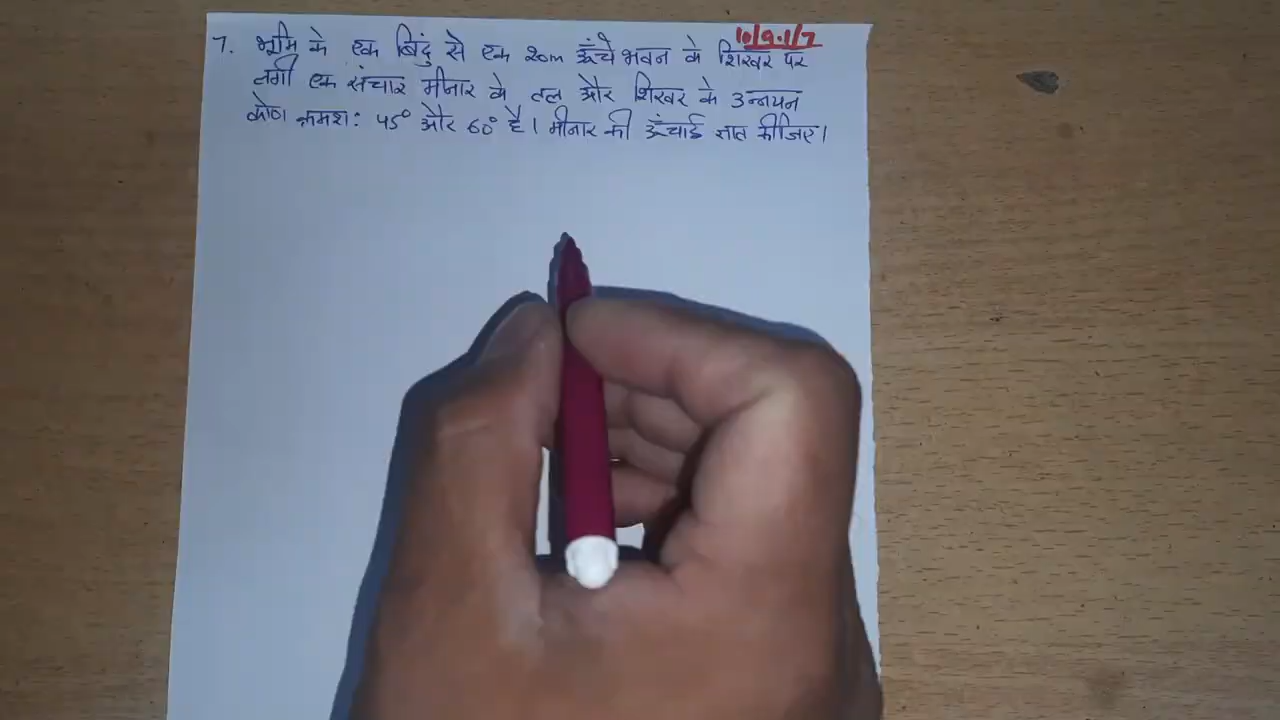 10/9.1/7
7. भूमि के एक बिंदु से एक 20m ऊँचे भवन के शिखर पर
लगी एक संचार मीनार के तल और शिखर के उन्नयन
कोण क्रमश: 45° और 60° है। मीनार की ऊँचाई ज्ञात कीजिए।